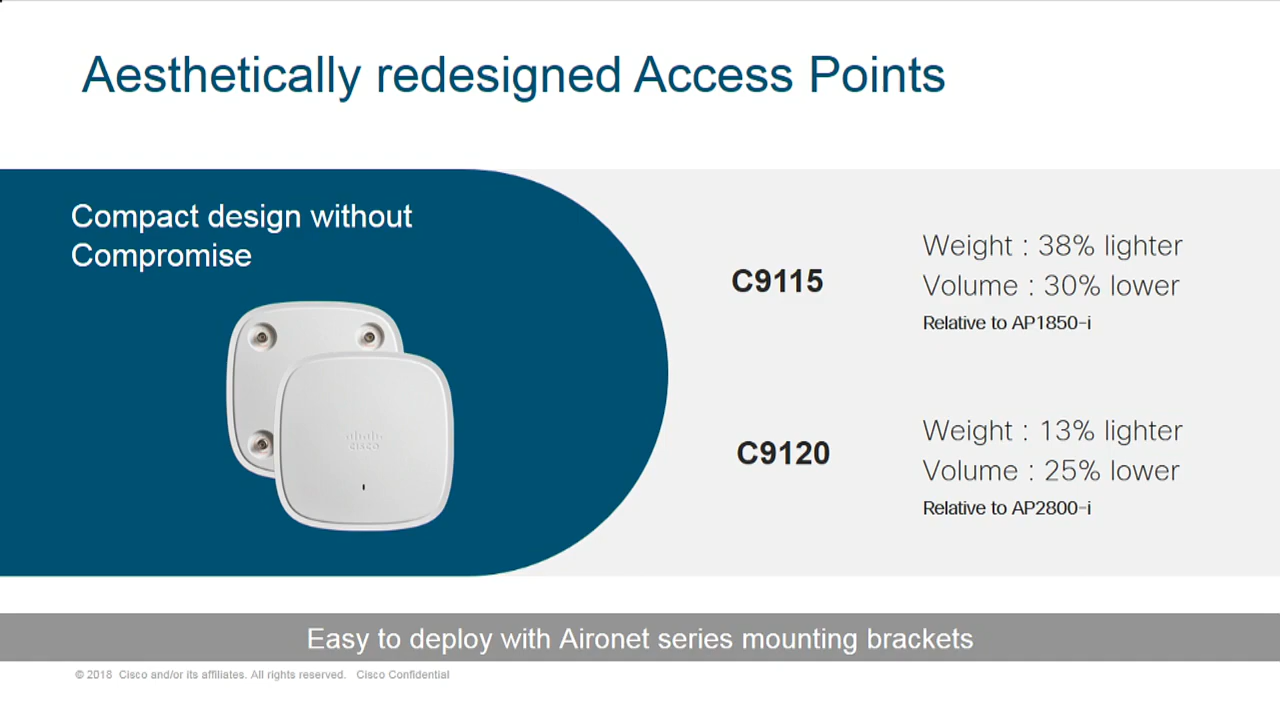 Aesthetically redesigned Access Points
Compact design without
Compromise
cisco
C9115
Weight : 38% lighter
Volume : 30% lower
Relative to AP1850-i
C9120
Weight : 13% lighter
Volume : 25% lower
Relative to AP2800-i
Easy to deploy with Aironet series mounting brackets
© 2018 Cisco and/or its affiliates. All rights reserved. Cisco Confidential